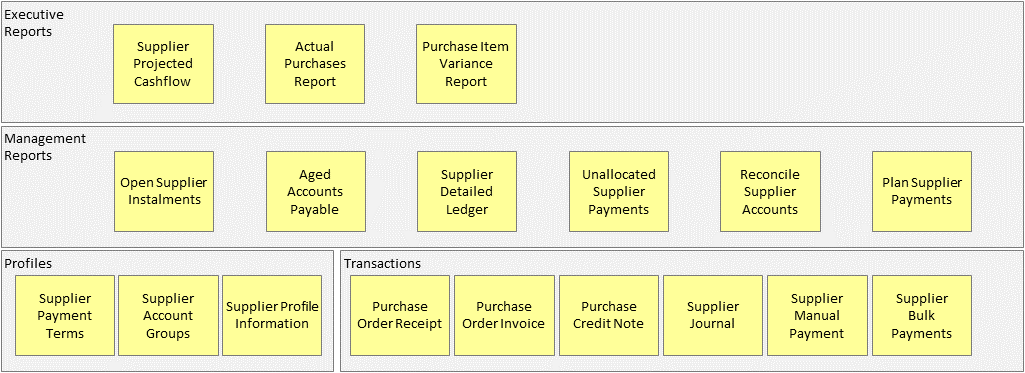 Executive
Reports
Supplier
Projected
Cashflow
Actual
Purchases
Report
Purchase Item
Variance
Report
Management
Reports
Open Supplier
Instalments
Aged
Accounts
Payable
Supplier
Detailed
Ledger
Unallocated
Supplier
Payments
Reconcile
Supplier
Accounts
Plan Supplier
Payments
Profiles
Supplier
Payment
Terms
Supplier
Account
Groups
Supplier Profile
Information
Transactions
Purchase
Order Receipt
Purchase
Order Invoice
Purchase
Credit Note
Supplier
Journal
Supplier
Manual
Payment
Supplier
Bulk
Payments